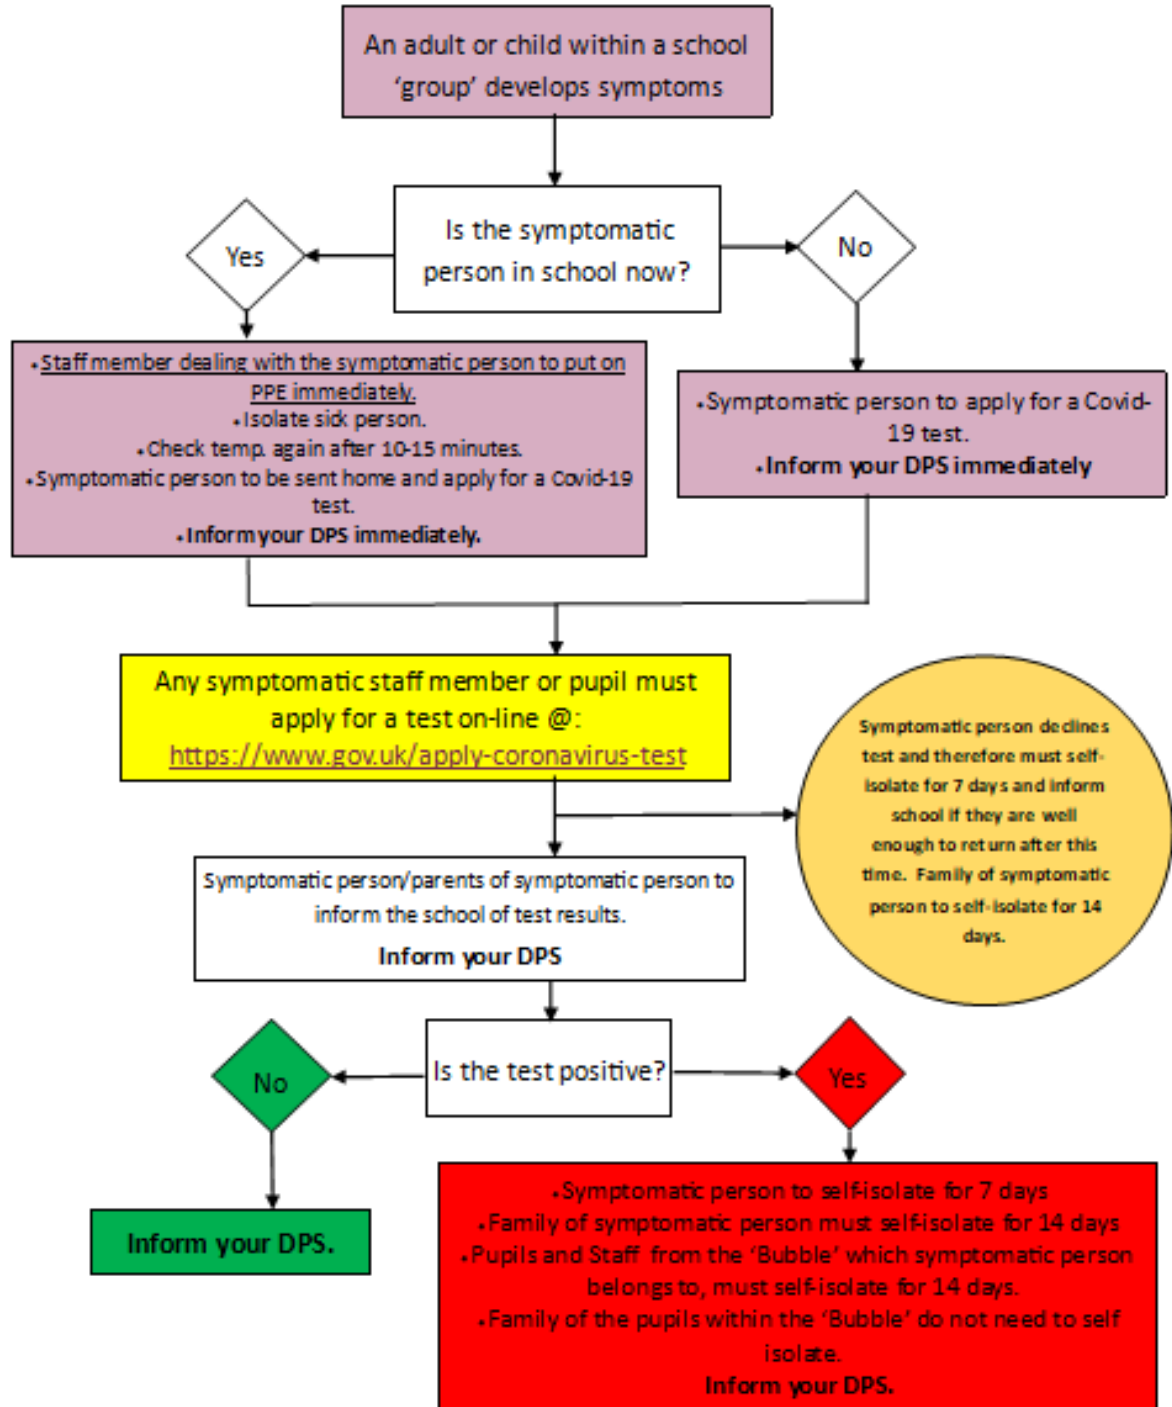 An adult or child within a school
‘group’ develops symptoms
Is the symptomatic
person in school now?
Yes
No
•Staff member dealing with the symptomatic person to put on
PPE immediately.
•Isolate sick person.
•Check temp. again after 10-15 minutes.
•Symptomatic person to be sent home and apply for a Covid-19
test.
•Inform your DPS immediately.
•Symptomatic person to apply for a Covid-
19 test.
•Inform your DPS immediately
Any symptomatic staff member or pupil must
apply for a test on-line @:
https://www.gov.uk/apply-coronavirus-test
Symptomatic person declines
test and therefore must self-
isolate for 7 days and inform
school if they are well
enough to return after this
time. Family of symptomatic
person to self-isolate for 14
days.
Symptomatic person/parents of symptomatic person to
inform the school of test results.
Inform your DPS
Is the test positive?
No
Yes
Inform your DPS.
•Symptomatic person to self-isolate for 7 days
•Family of symptomatic person must self-isolate for 14 days
•Pupils and Staff from the ‘Bubble’ which symptomatic person
belongs to, must self-isolate for 14 days.
•Family of the pupils within the ‘Bubble’ do not need to self
isolate.
Inform your DPS.